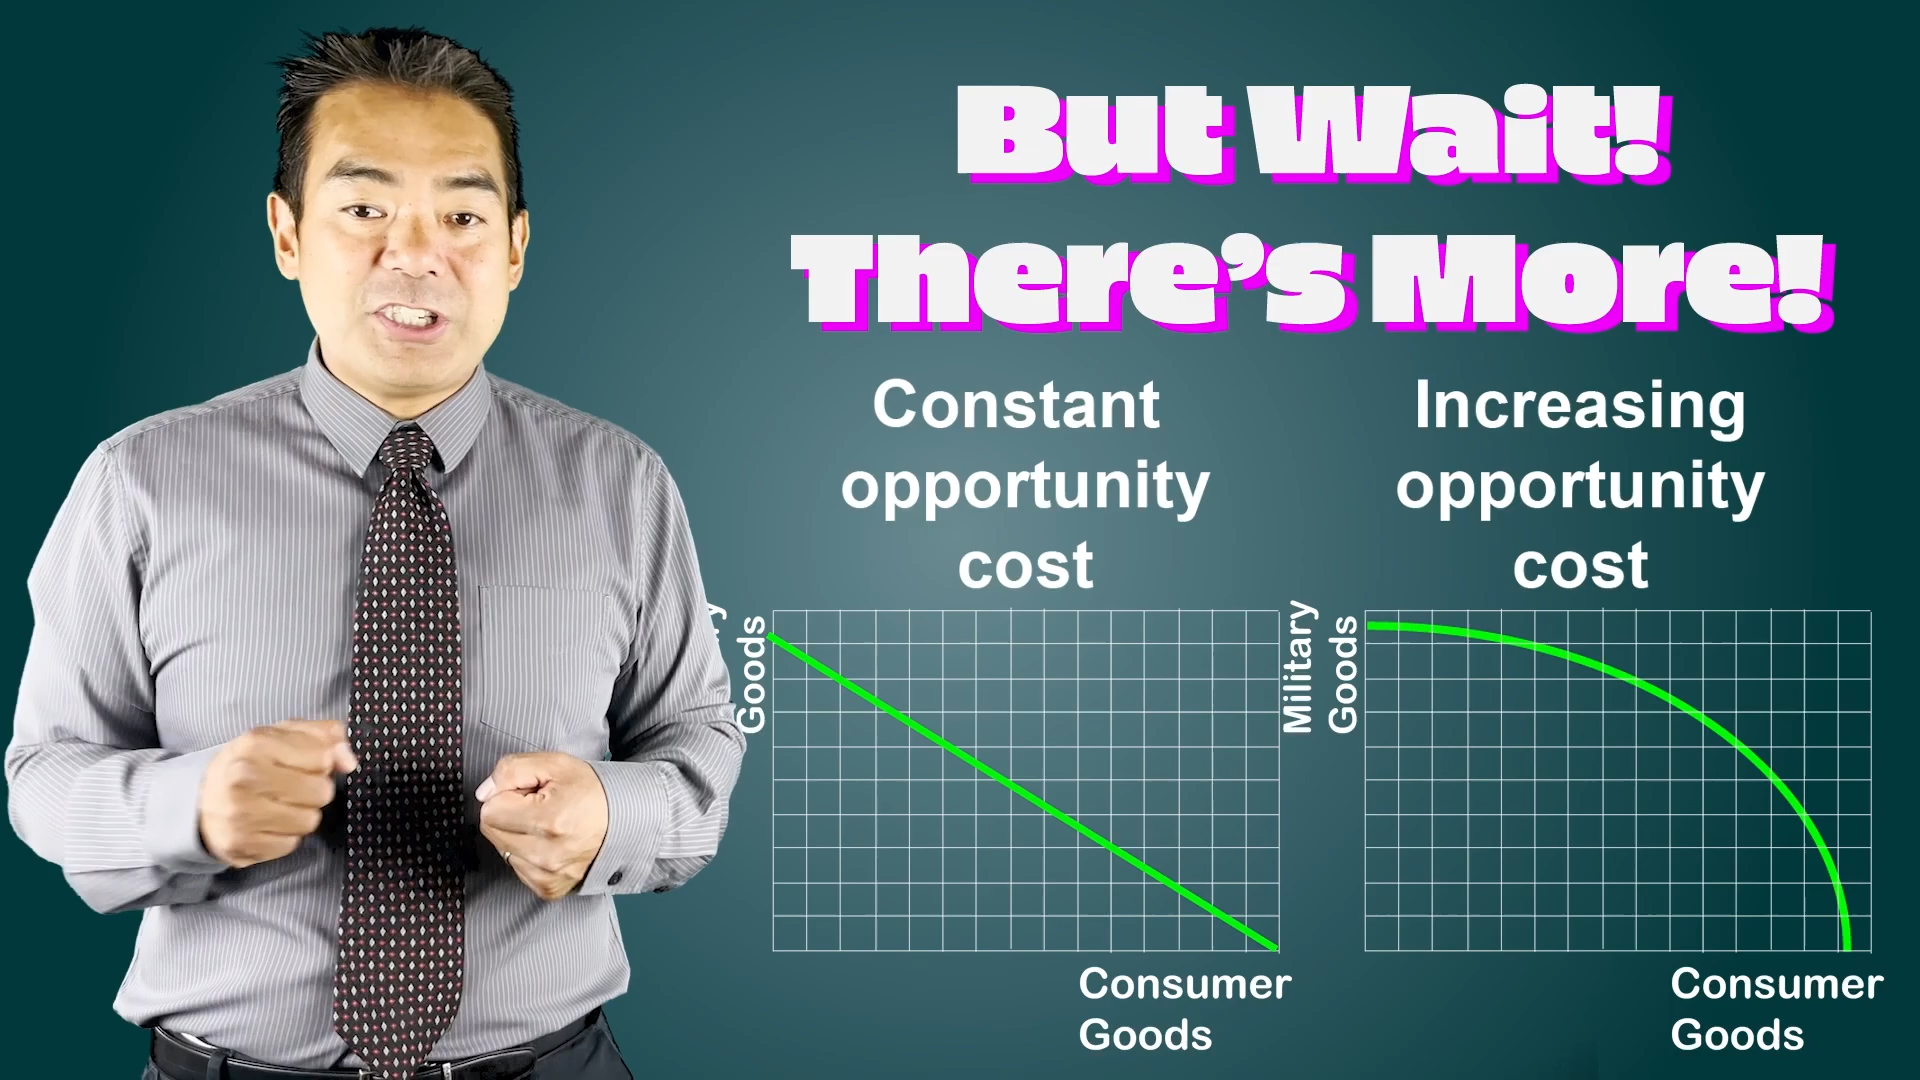 But Wait!
There's More!
Constant
opportunity
cost
Goods
Consumer
Goods
Increasing
opportunity
cost
Military
Goods
Consumer
Goods